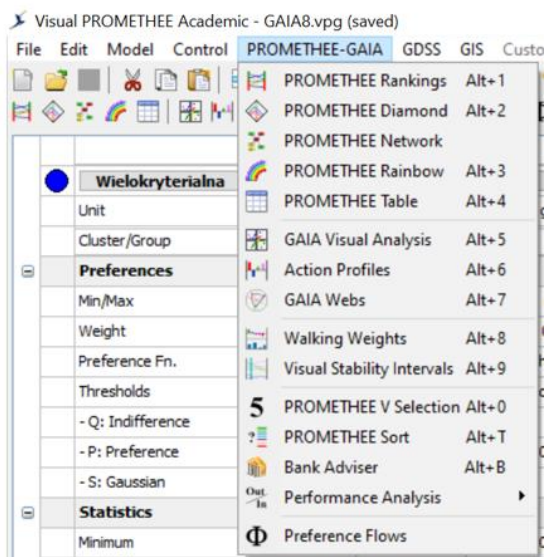 Visual PROMETHEE Academic - GAIA8.vpg (saved)
File Edit Model Control PROMETHEE-GAIA GDSS GIS Custo
PROMETHEE Rankings Alt+1
PROMETHEE Diamond Alt+2
PROMETHEE Network
PROMETHEE Rainbow Alt+3
PROMETHEE Table Alt+4
GAIA Visual Analysis Alt+5
Action Profiles Alt+6
GAIA Webs Alt+7
Walking Weights Alt+8
Visual Stability Intervals Alt+9
5 PROMETHEE V Selection Alt+0
?
PROMETHEE Sort Alt+T
Bank Adviser Alt+B
Out In Performance Analysis
Φ Preference Flows
Wielokryterialna
Unit
Cluster/Group
Preferences
Min/Max
Weight
Preference Fn.
Thresholds
- Q: Indifference
- P: Preference
- S: Gaussian
Statistics
Minimum